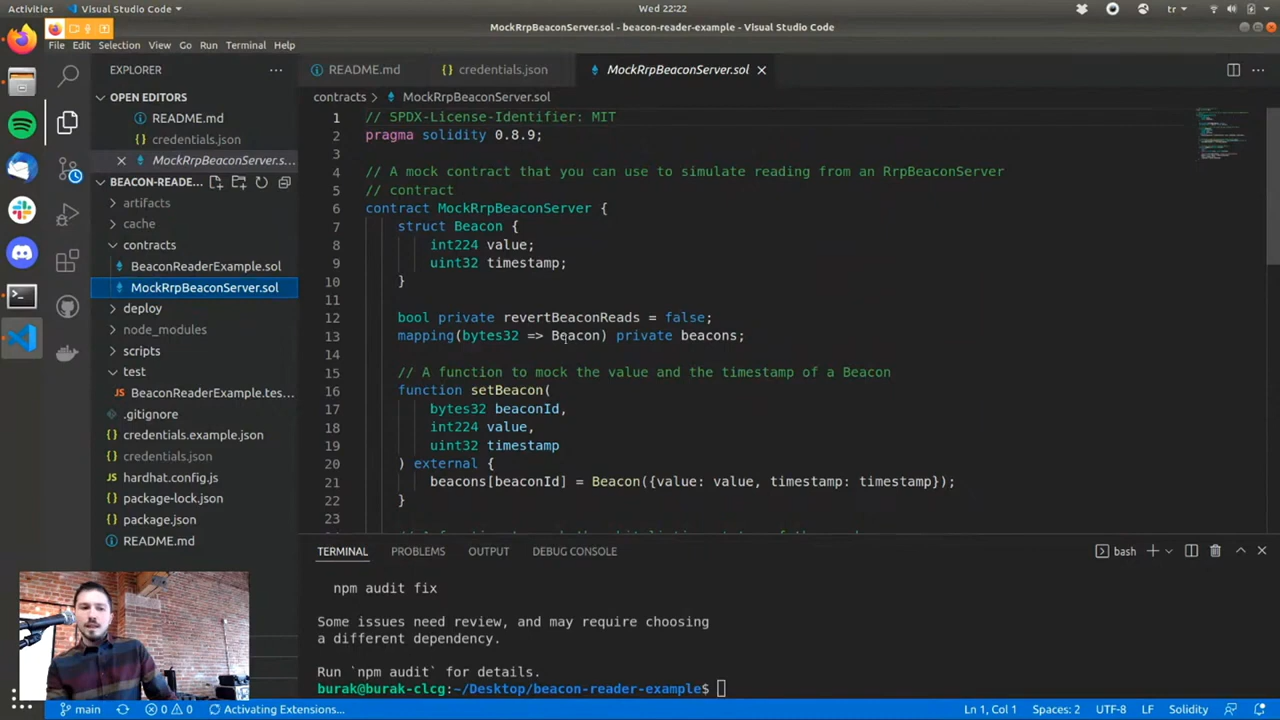 Activities
Visual Studio Code
Wed 22:22
tr
MockRrpBeaconServer.sol - beacon-reader-example - Visual Studio Code
File Edit Selection View Go Run Terminal Help
EXPLORER
README.md
credentials.json
MockRrpBeaconServer.sol
OPEN EDITORS
README.md
credentials.json
MockRrpBeaconServer.s...
BEACON-READE...
artifacts
cache
contracts
BeaconReaderExample.sol
MockRrpBeaconServer.sol
deploy
node_modules
scripts
test
JS BeaconReaderExample.tes...
.gitignore
{} credentials.example.json
{} credentials.json
hardhat.config.js
{} package-lock.json
{} package.json
README.md
contracts > MockRrpBeaconServer.sol
1 // SPDX-License-Identifier: MIT
2 pragma solidity 0.8.9;
3
4 // A mock contract that you can use to simulate reading from an RrpBeaconServer
5 // contract
6 contract MockRrpBeaconServer {
7 struct Beacon {
8 int224 value;
9 uint32 timestamp;
10 }
11
12 bool private revertBeaconReads = false;
13 mapping(bytes32 => Beacon) private beacons;
14
15 // A function to mock the value and the timestamp of a Beacon
16 function setBeacon(
17 bytes32 beaconId,
18 int224 value,
19 uint32 timestamp
20 ) external {
21 beacons[beaconId] = Beacon({value: value, timestamp: timestamp});
22 }
23
TERMINAL PROBLEMS OUTPUT DEBUG CONSOLE
bash
npm audit fix
Some issues need review, and may require choosing
a different dependency.
Run `npm audit` for details.
burak@burak-clcg:~/Desktop/beacon-reader-example$
main
0 0
Activating Extensions...
Ln 1, Col 1
Spaces: 2
UTF-8
LF
Solidity